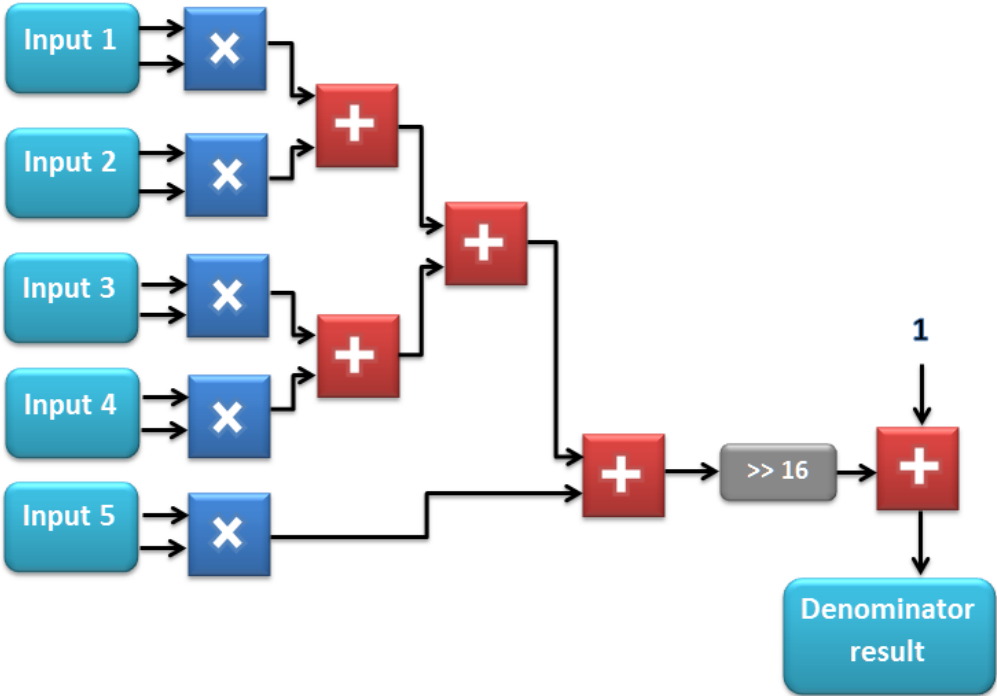 Input 1
×
+
Input 2
×
+
Input 3
×
+
Input 4
×
1
Input 5
×
+
>> 16
+
Denominator
result